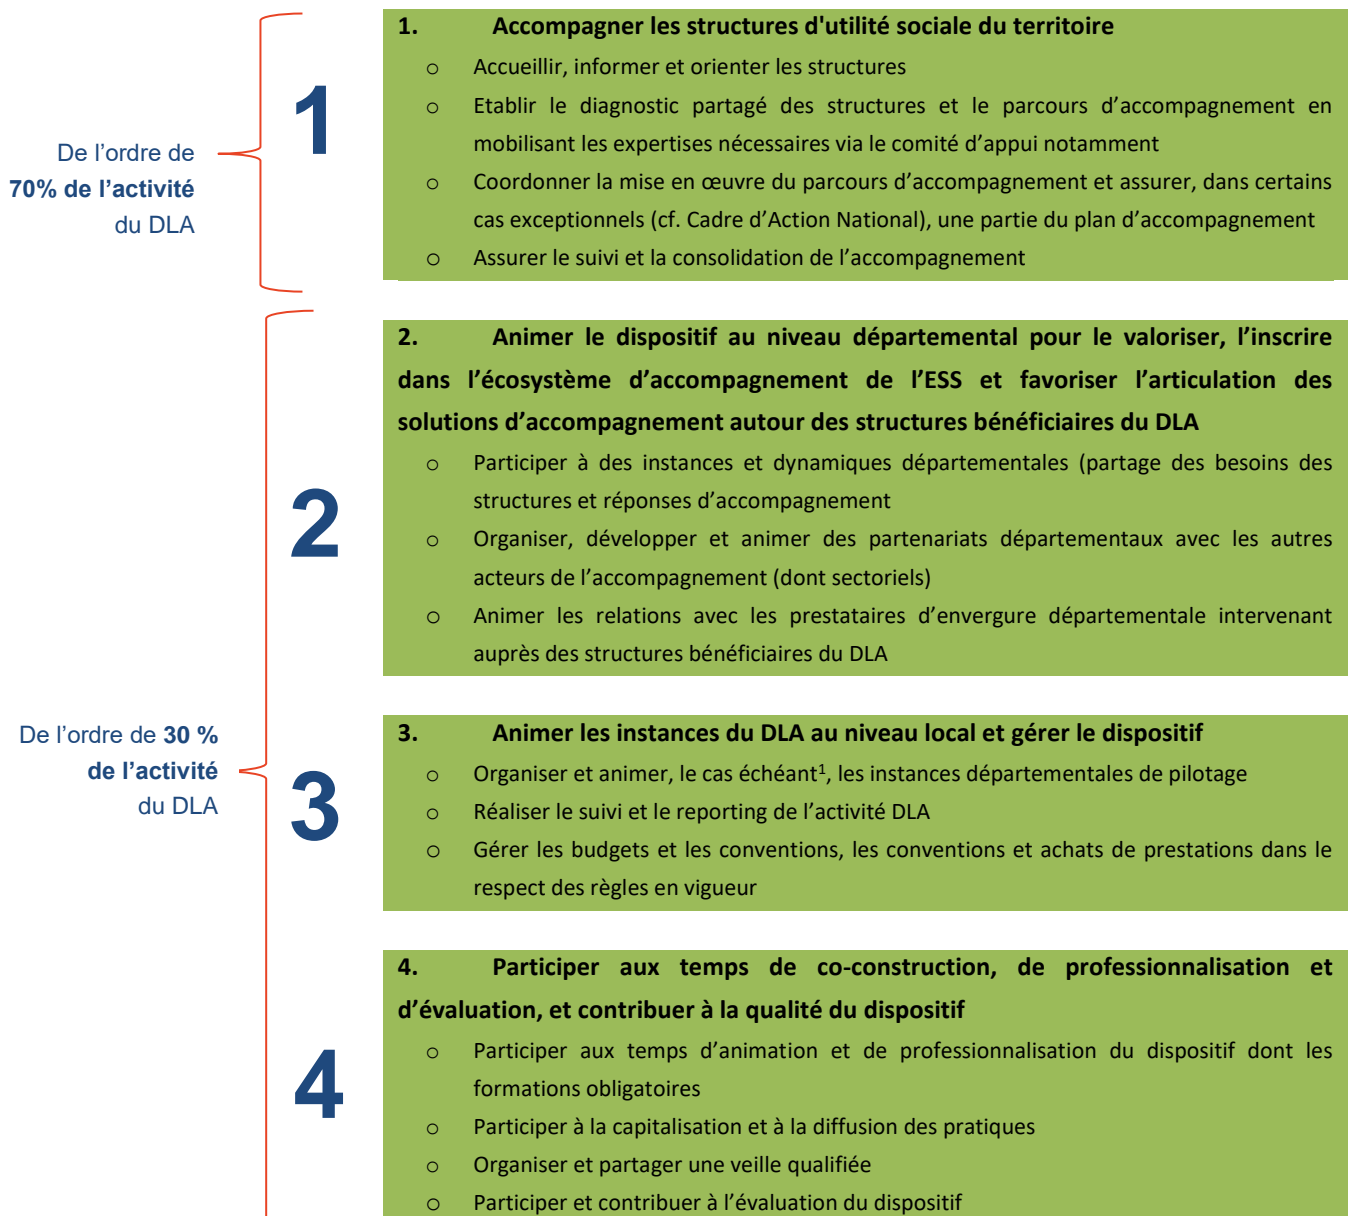 De l’ordre de
70% de l’activité
du DLA
1
1. Accompagner les structures d'utilité sociale du territoire
o Accueillir, informer et orienter les structures
o Etablir le diagnostic partagé des structures et le parcours d’accompagnement en
mobilisant les expertises nécessaires via le comité d’appui notamment
o Coordonner la mise en œuvre du parcours d’accompagnement et assurer, dans certains
cas exceptionnels (cf. Cadre d’Action National), une partie du plan d’accompagnement
o Assurer le suivi et la consolidation de l’accompagnement
De l’ordre de 30 %
de l’activité
du DLA
2
2. Animer le dispositif au niveau départemental pour le valoriser, l’inscrire
dans l’écosystème d’accompagnement de l’ESS et favoriser l’articulation des
solutions d’accompagnement autour des structures bénéficiaires du DLA
o Participer à des instances et dynamiques départementales (partage des besoins des
structures et réponses d’accompagnement
o Organiser, développer et animer des partenariats départementaux avec les autres
acteurs de l’accompagnement (dont sectoriels)
o Animer les relations avec les prestataires d’envergure départementale intervenant
auprès des structures bénéficiaires du DLA
3
3. Animer les instances du DLA au niveau local et gérer le dispositif
o Organiser et animer, le cas échéant¹, les instances départementales de pilotage
o Réaliser le suivi et le reporting de l’activité DLA
o Gérer les budgets et les conventions, les conventions et achats de prestations dans le
respect des règles en vigueur
4
4. Participer aux temps de co-construction, de professionnalisation et
d’évaluation, et contribuer à la qualité du dispositif
o Participer aux temps d’animation et de professionnalisation du dispositif dont les
formations obligatoires
o Participer à la capitalisation et à la diffusion des pratiques
o Organiser et partager une veille qualifiée
o Participer et contribuer à l’évaluation du dispositif